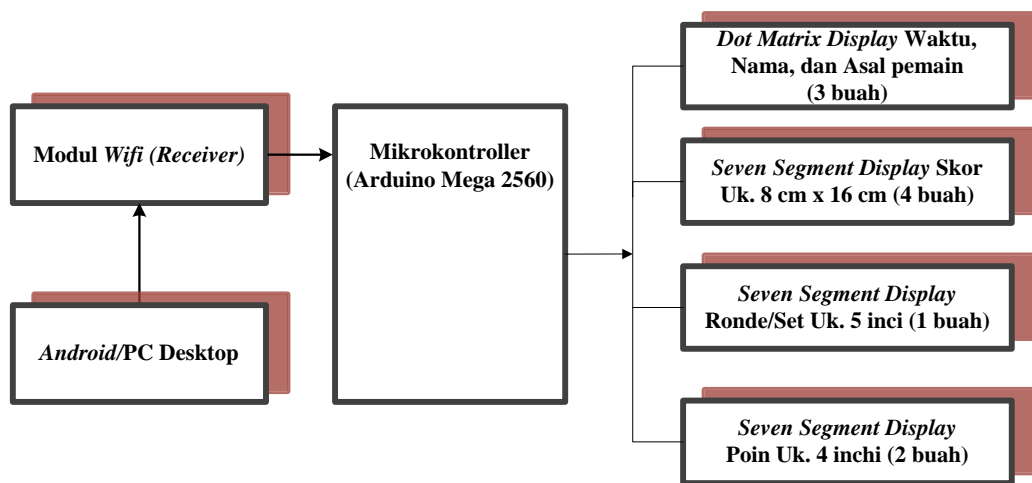 Modul Wifi (Receiver)
Android/PC Desktop
Mikrokontroller
(Arduino Mega 2560)
Dot Matrix Display Waktu,
Nama, dan Asal pemain
(3 buah)
Seven Segment Display Skor
Uk. 8 cm x 16 cm (4 buah)
Seven Segment Display
Ronde/Set Uk. 5 inci (1 buah)
Seven Segment Display
Poin Uk. 4 inchi (2 buah)